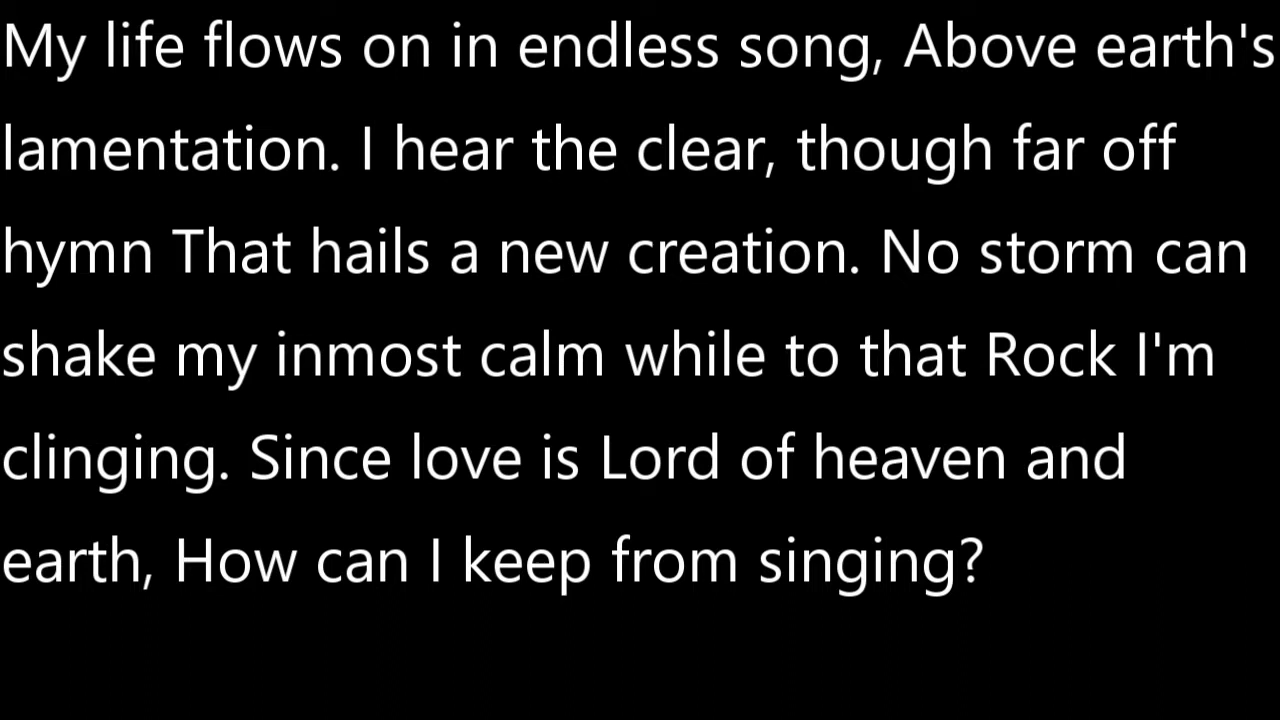 My life flows on in endless song, Above earth's
lamentation. I hear the clear, though far off
hymn That hails a new creation. No storm can
shake my inmost calm while to that Rock I'm
clinging. Since love is Lord of heaven and
earth, How can I keep from singing?